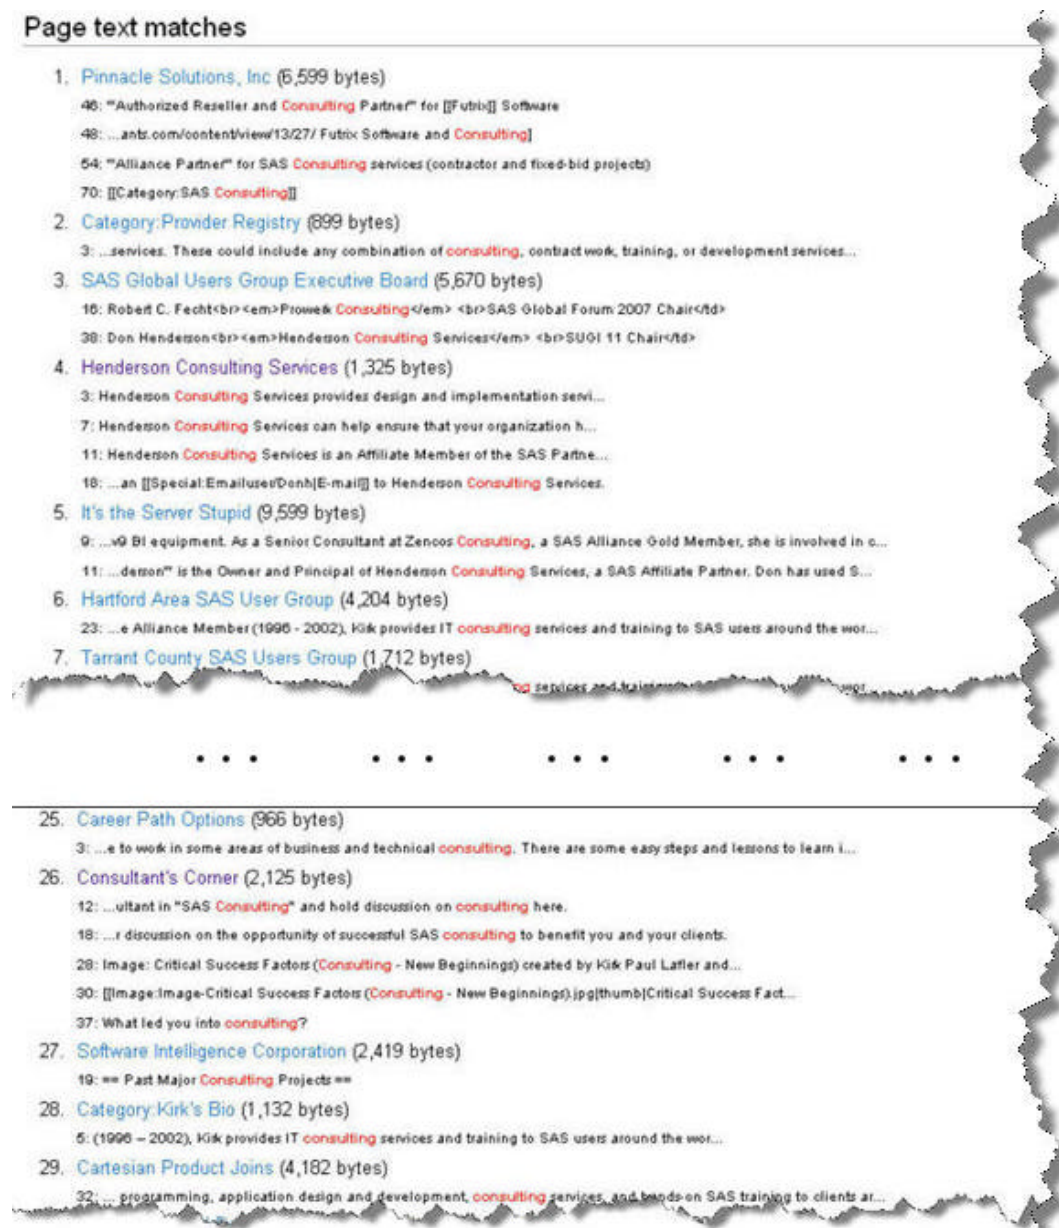 Page text matches
1. Pinnacle Solutions, Inc (6,599 bytes)
46: '"Authorized Reseller and Consulting Partner'" for [[Futrix]] Software
48: ...ants.com/content/view/13/27/ Futrix Software and Consulting]
54: '"Alliance Partner'" for SAS Consulting services (contractor and fixed-bid projects)
70: [[Category:SAS Consulting]]
2. Category:Provider Registry (899 bytes)
3: ...services. These could include any combination of consulting, contract work, training, or development services...
3. SAS Global Users Group Executive Board (5,670 bytes)
16: Robert C. Fecht<br><em>Prowerk Consulting</em> <br>SAS Global Forum 2007 Chair</td>
38: Don Henderson<br><em>Henderson Consulting Services</em> <br>SUGI 11 Chair</td>
4. Henderson Consulting Services (1,325 bytes)
3: Henderson Consulting Services provides design and implementation servi...
7: Henderson Consulting Services can help ensure that your organization h...
11: Henderson Consulting Services is an Affiliate Member of the SAS Partne...
18: ...an [[Special:Emailuser/Donh|E-mail]] to Henderson Consulting Services.
5. It's the Server Stupid (9,599 bytes)
9: ...v9 BI equipment. As a Senior Consultant at Zencos Consulting, a SAS Alliance Gold Member, she is involved in c...
11: ...derson'" is the Owner and Principal of Henderson Consulting Services, a SAS Affiliate Partner. Don has used S...
6. Hartford Area SAS User Group (4,204 bytes)
23: ...e Alliance Member (1996 - 2002), Kirk provides IT consulting services and training to SAS users around the wor...
7. Tarrant County SAS Users Group (1,712 bytes)
ng services and training wor...
• • • • • • • • • • • • • • •
25. Career Path Options (966 bytes)
3: ...e to work in some areas of business and technical consulting. There are some easy steps and lessons to learn i...
26. Consultant's Corner (2,125 bytes)
12: ...ultant in "SAS Consulting" and hold discussion on consulting here.
18: ...r discussion on the opportunity of successful SAS consulting to benefit you and your clients.
28: Image: Critical Success Factors (Consulting - New Beginnings) created by Kirk Paul Lafler and...
30: [[Image:Image-Critical Success Factors (Consulting - New Beginnings).jpg|thumb|Critical Success Fact...
37: What led you into consulting?
27. Software Intelligence Corporation (2,419 bytes)
19: == Past Major Consulting Projects ==
28. Category:Kirk's Bio (1,132 bytes)
5: (1996 – 2002), Kirk provides IT consulting services and training to SAS users around the wor...
29. Cartesian Product Joins (4,182 bytes)
32: ... programming, application design and development, consulting services, and hands-on SAS training to clients ar...